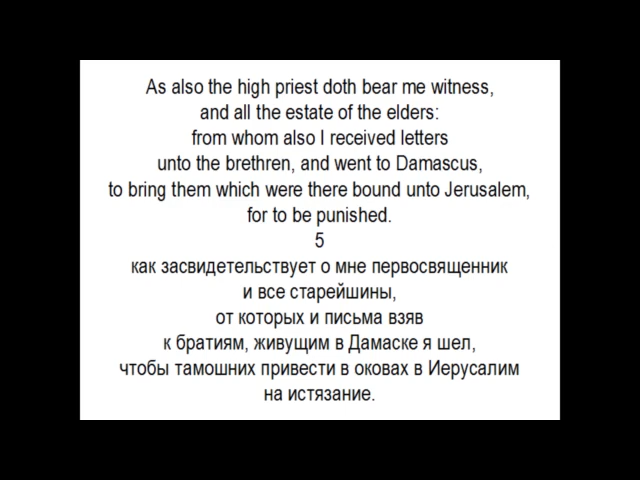 As also the high priest doth bear me witness,
and all the estate of the elders:
from whom also I received letters
unto the brethren, and went to Damascus,
to bring them which were there bound unto Jerusalem,
for to be punished.
5
как засвидетельствует о мне первосвященник
и все старейшины,
от которых и письма взяв
к братиям, живущим в Дамаске я шел,
чтобы тамошних привести в оковах в Иерусалим
на истязание.